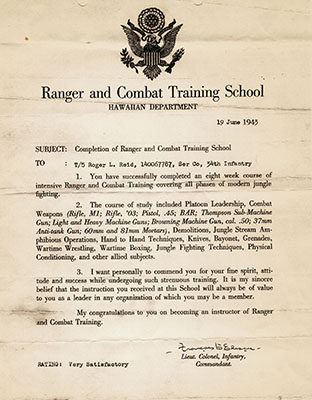 Ranger and Combat Training School
HAWAIIAN DEPARTMENT
19 June 1943
SUBJECT: Completion of Ranger and Combat Training School
TO : T/5 Roger L. Reid, 140067787, Ser Co, 34th Infantry
1. You have successfully completed an eight week course of
intensive Ranger and Combat Training covering all phases of modern jungle
fighting.
2. The course of study included Platoon Leadership, Combat
Weapons (Rifle, M1; Rifle, '03; Pistol, .45; BAR; Thompson Sub-Machine
Gun; Light and Heavy Machine Guns; Browning Machine Gun, cal. .50; 37mm
Anti-tank Gun; 60mm and 81mm Mortars), Demolitions, Jungle Stream Am-
phibious Operations, Hand to Hand Techniques, Knives, Bayonet, Grenades,
Wartime Wrestling, Wartime Boxing, Jungle Fighting Techniques, Physical
Conditioning, and other allied subjects.
3. I want personally to commend you for your fine spirit, attit-
ude and success while undergoing such strenuous training. It is my sincere
belief that the instruction you received at this School will always be of value
to you as a leader in any organization of which you may be a member.
My congratulations to you on becoming an instructor of Ranger
and Combat Training.
Lieut. Colonel, Infantry,
Commandant.
RATING: Very Satisfactory